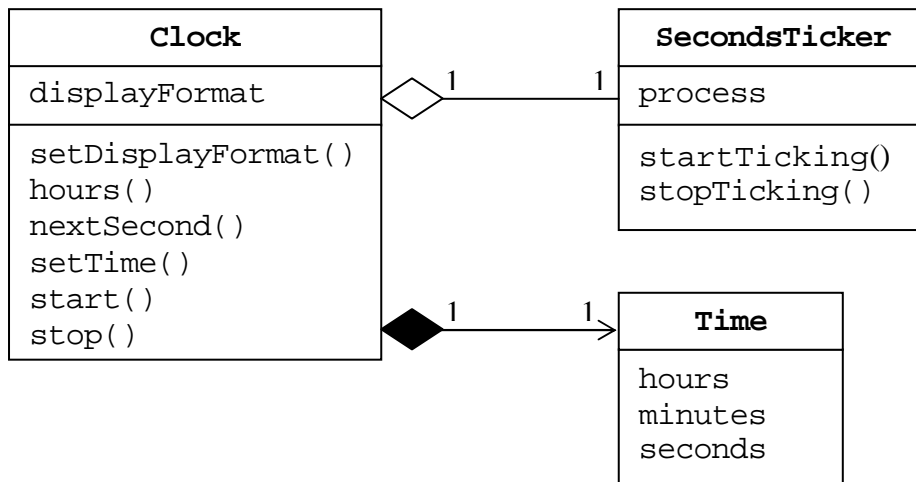 Clock
displayFormat
setDisplayFormat()
hours()
nextSecond()
setTime()
start()
stop()
1 1
SecondsTicker
process
startTicking()
stopTicking()
1 1
Time
hours
minutes
seconds